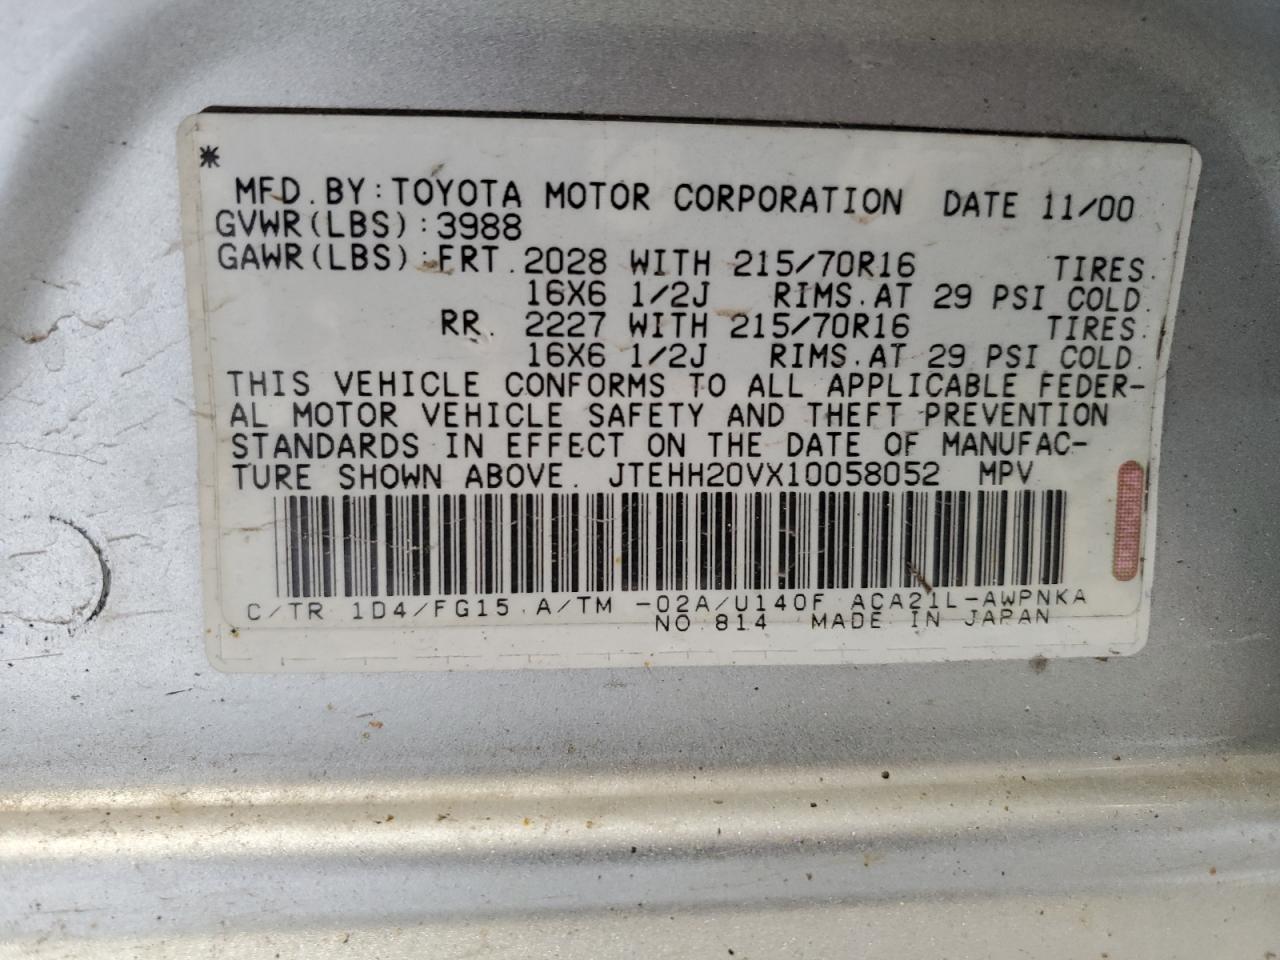 *
MFD. BY: TOYOTA MOTOR CORPORATION DATE 11/00
GVWR(LBS): 3988
GAWR(LBS): FRT. 2028 WITH 215/70R16 TIRES.
16X6 1/2J RIMS. AT 29 PSI COLD.
RR. 2227 WITH 215/70R16 TIRES.
16X6 1/2J RIMS. AT 29 PSI COLD.
THIS VEHICLE CONFORMS TO ALL APPLICABLE FEDER-
AL MOTOR VEHICLE SAFETY AND THEFT PREVENTION
STANDARDS IN EFFECT ON THE DATE OF MANUFAC-
TURE SHOWN ABOVE. JTEHH20VX10058052 MPV
C/TR 1D4/FG15 A/TM -02A/U140F ACA21L-AWPNKA
NO.814 MADE IN JAPAN